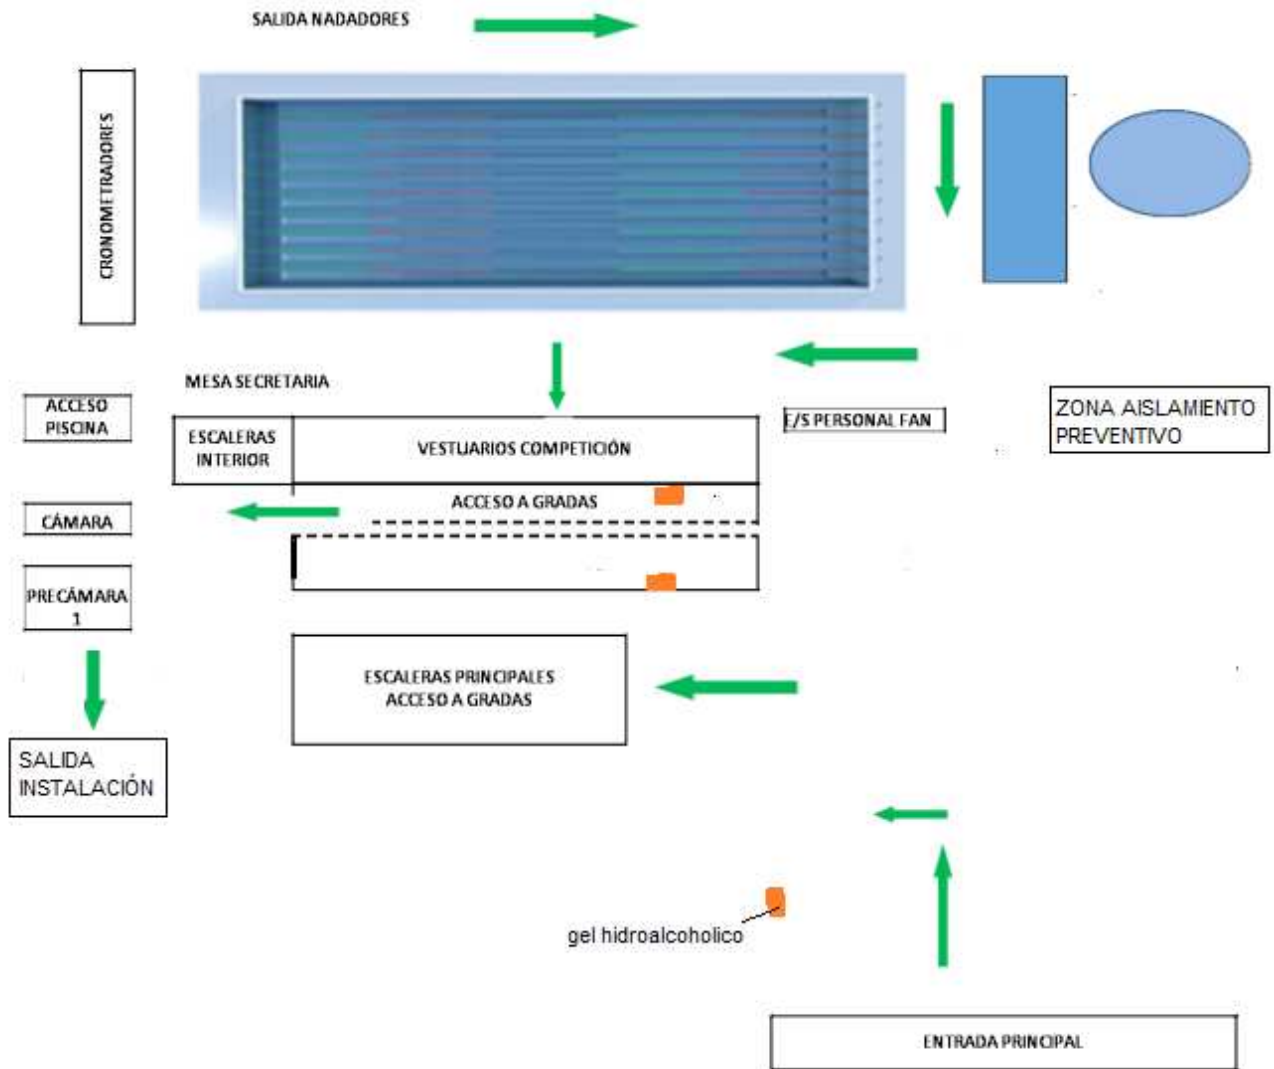 SALIDA NADADORES
CRONOMETRADORES
MESA SECRETARIA
ACCESO
PISCINA
ESCALERAS
INTERIOR
VESTUARIOS COMPETICIÓN
E/S PERSONAL FAN
ZONA AISLAMIENTO
PREVENTIVO
ACCESO A GRADAS
CÁMARA
PRECÁMARA
1
ESCALERAS PRINCIPALES
ACCESO A GRADAS
SALIDA
INSTALACIÓN
gel hidroalcoholico
ENTRADA PRINCIPAL